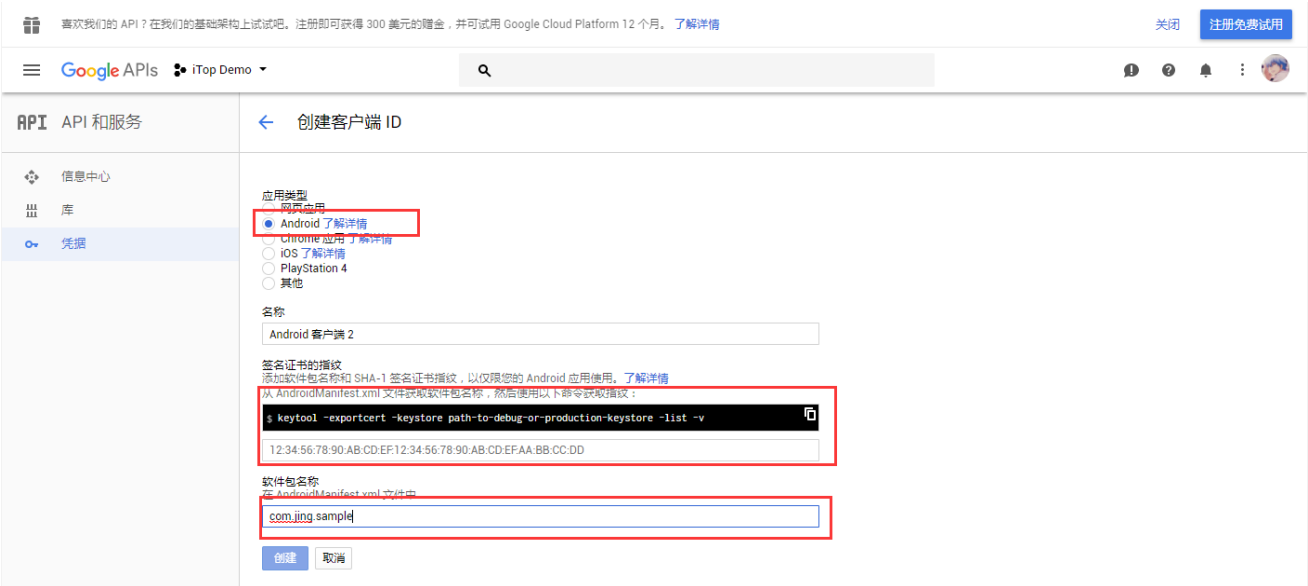 喜欢我们的 API？在我们的基础架构上试试吧。注册即可获得 300 美元的赠金，并可试用 Google Cloud Platform 12 个月。 了解详情 关闭 注册免费试用
Google APIs iTop Demo
API API 和服务
创建客户端 ID
信息中心
库
凭据
应用类型
网页应用
Android 了解详情
Chrome 应用 了解详情
iOS 了解详情
PlayStation 4
其他
名称
Android 客户端 2
签名证书的指纹
添加软件包名称和 SHA-1 签名证书指纹，以仅限您的 Android 应用使用。了解详情
从 AndroidManifest.xml 文件获取软件包名称，然后使用以下命令获取指纹：
$ keytool -exportcert -keystore path-to-debug-or-production-keystore -list -v
12:34:56:78:90:AB:CD:EF:12:34:56:78:90:AB:CD:EF:AA:BB:CC:DD
软件包名称
在 AndroidManifest.xml 文件中
com.jing.sample
创建 取消